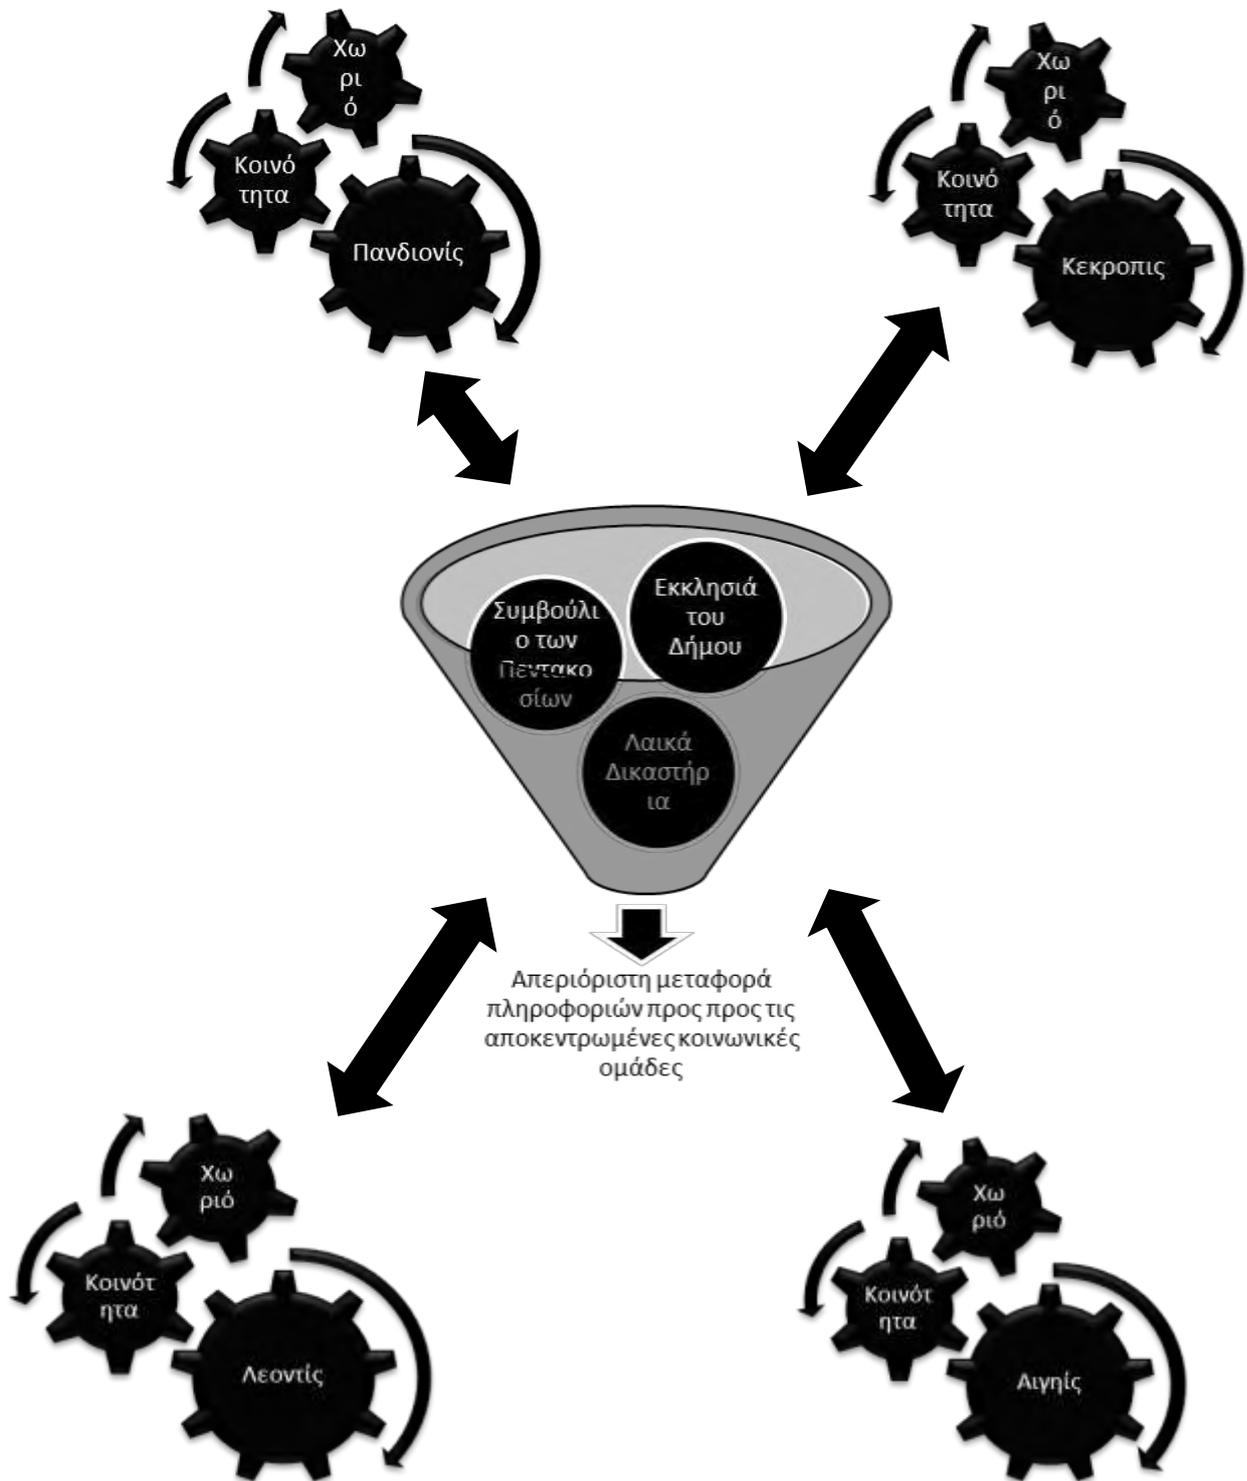 Χω
ρι
ό
Κοινό
τητα
Πανδιονίς
Χω
ρι
ό
Κοινό
τητα
Κεκροπις
Συμβούλι
ο των
Πεντακο
σίων
Εκκλησιά
του
Δήμου
Λαικά
Δικαστήρ
ια
Απεριόριστη μεταφορά
πληροφοριών προς προς τις
αποκεντρωμένες κοινωνικές
ομάδες
Χω
ριό
Κοινότ
ητα
Λεοντίς
Χω
ριό
Κοινότ
ητα
Αιγηίς